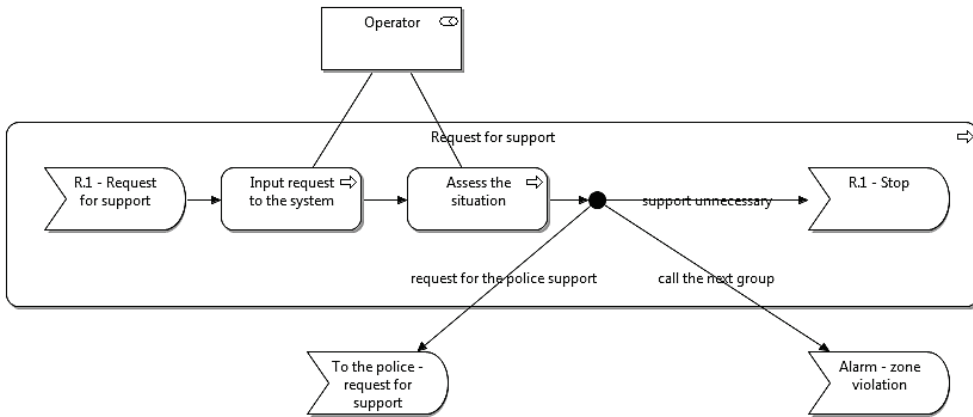 Operator
Request for support
R.1 - Request
for support
Input request
to the system
Assess the
situation
support unnecessary
R.1 - Stop
request for the police support
call the next group
To the police -
request for
support
Alarm - zone
violation